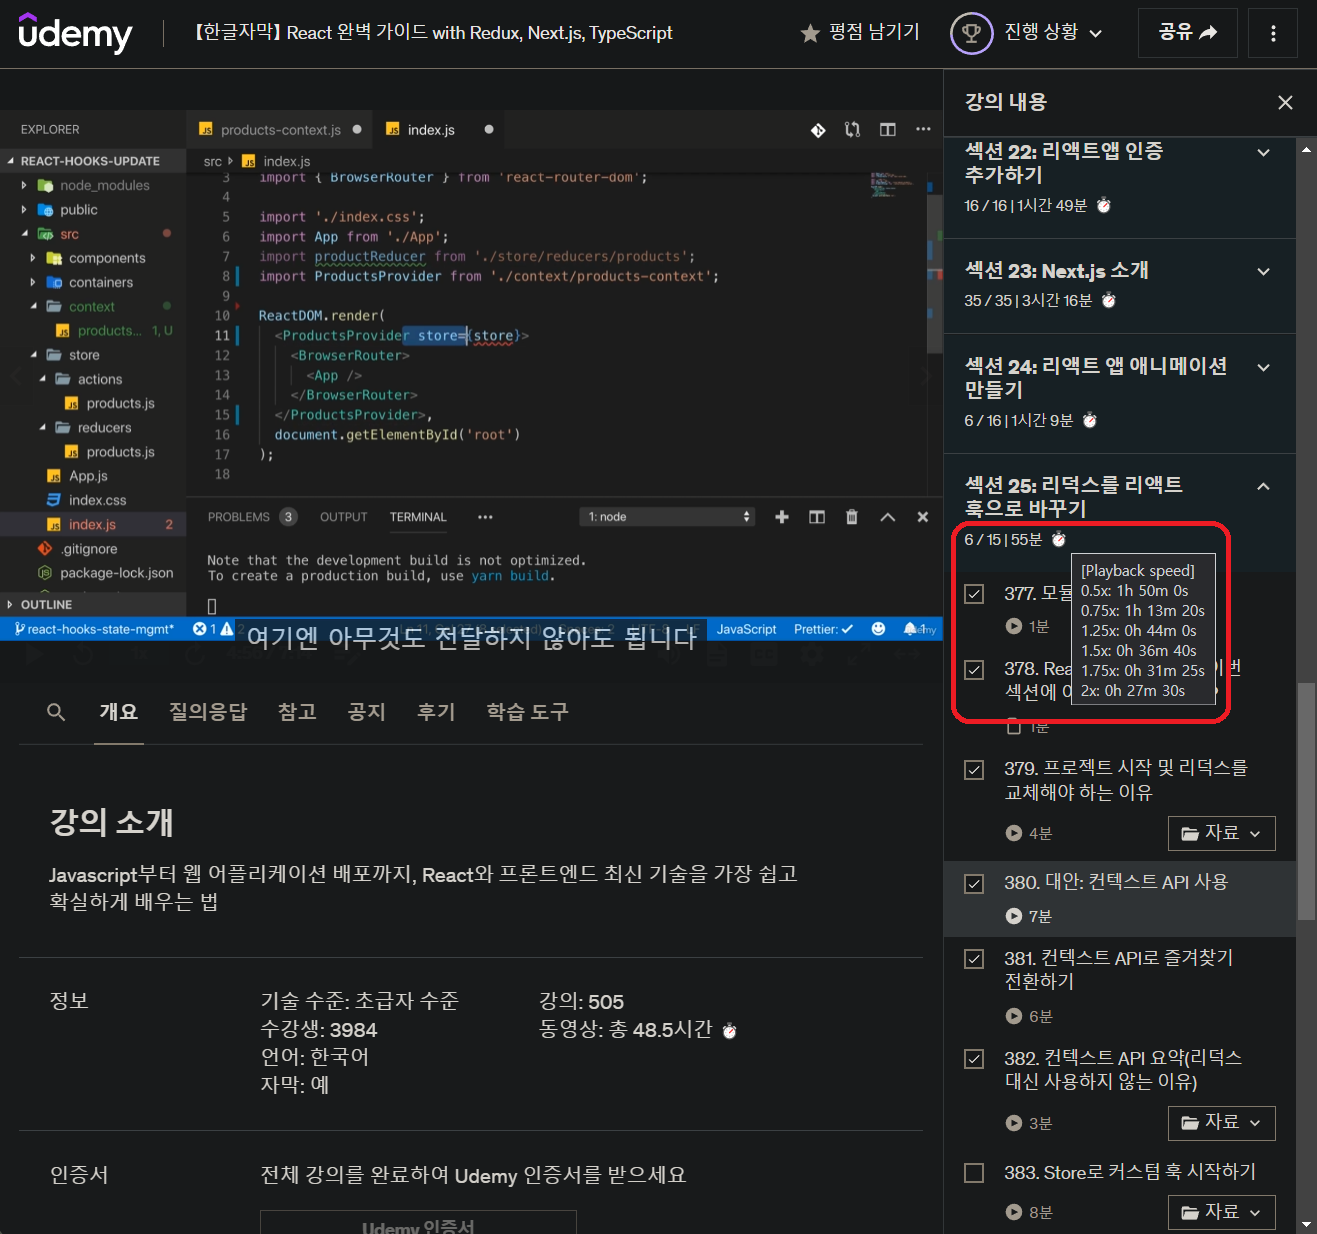 udemy
【한글자막】 React 완벽 가이드 with Redux, Next.js, TypeScript
평점 남기기
진행 상황
공유
EXPLORER
REACT-HOOKS-UPDATE
node_modules
public
src
components
containers
context
products... 1, U
store
actions
products.js
reducers
products.js
App.js
index.css
index.js 2
.gitignore
package-lock.json
OUTLINE
products-context.js
index.js
src
index.js
3 import { BrowserRouter } from 'react-router-dom';
4
5 import './index.css';
6 import App from './App';
7 import productReducer from './store/reducers/products';
8 import ProductsProvider from './context/products-context';
9
10 ReactDOM.render(
11 <ProductsProvider store={store}>
12 <BrowserRouter>
13 <App />
14 </BrowserRouter>
15 </ProductsProvider>,
16 document.getElementById('root')
17 );
18
PROBLEMS 3 OUTPUT TERMINAL
1: node
Note that the development build is not optimized.
To create a production build, use yarn build.
react-hooks-state-mgmt* 1 2
JavaScript Prettier: 1
여기엔 아무것도 전달하지 않아도 됩니다
개요 질의응답 참고 공지 후기 학습 도구
강의 소개
Javascript부터 웹 어플리케이션 배포까지, React와 프론트엔드 최신 기술을 가장 쉽고
확실하게 배우는 법
정보
기술 수준: 초급자 수준
수강생: 3984
언어: 한국어
자막: 예
강의: 505
동영상: 총 48.5시간
인증서
전체 강의를 완료하여 Udemy 인증서를 받으세요
Udemy 인증서
강의 내용
섹션 22: 리액트앱 인증
추가하기
16 / 16 | 1시간 49분
섹션 23: Next.js 소개
35 / 35 | 3시간 16분
섹션 24: 리액트 앱 애니메이션
만들기
6 / 16 | 1시간 9분
섹션 25: 리덕스를 리액트
훅으로 바꾸기
6 / 15 | 55분
[Playback speed]
0.5x: 1h 50m 0s
0.75x: 1h 13m 20s
1.25x: 0h 44m 0s
1.5x: 0h 36m 40s
1.75x: 0h 31m 25s
2x: 0h 27m 30s
377. 모듈
1분
378. Rea 이번
섹션에
1분
379. 프로젝트 시작 및 리덕스를
교체해야 하는 이유
4분
자료
380. 대안: 컨텍스트 API 사용
7분
381. 컨텍스트 API로 즐겨찾기
전환하기
6분
382. 컨텍스트 API 요약(리덕스
대신 사용하지 않는 이유)
3분
자료
383. Store로 커스텀 훅 시작하기
8분
자료